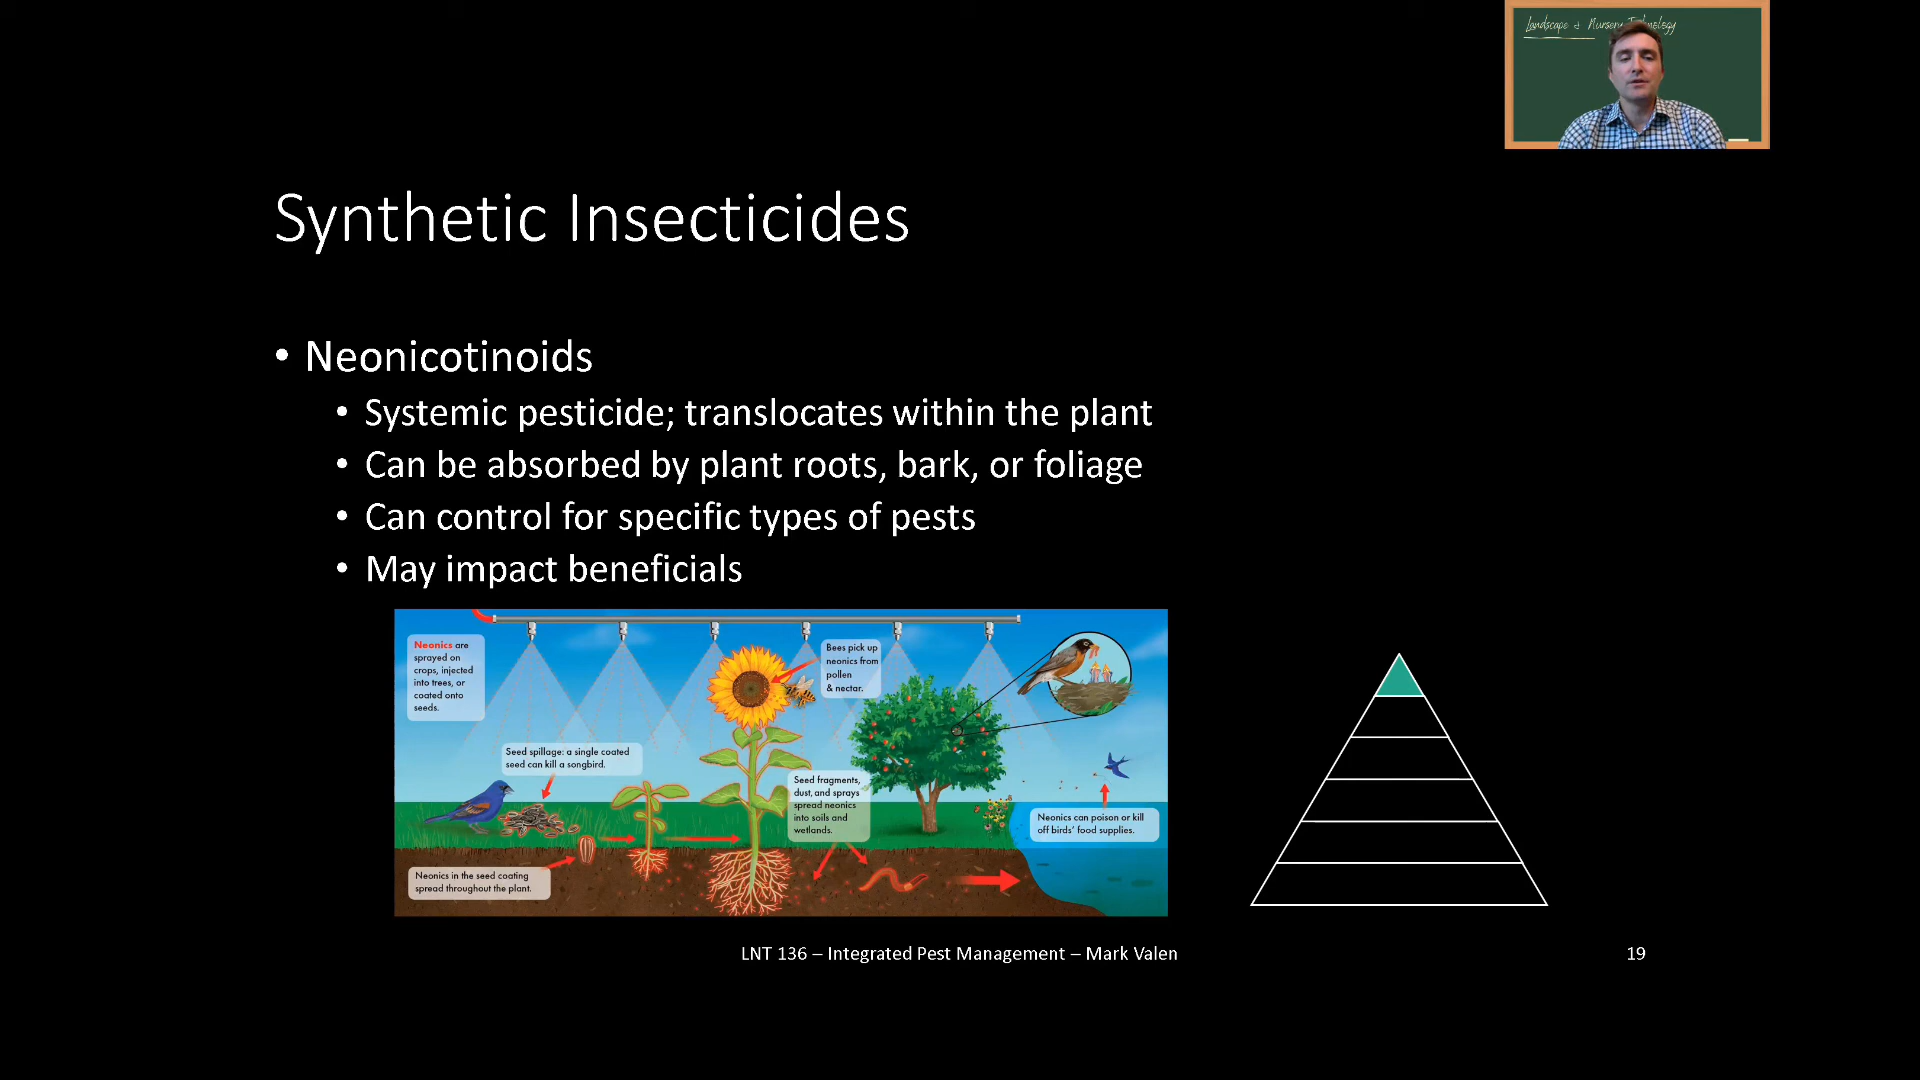 Landscape & Nursery Technology
Synthetic Insecticides
• Neonicotinoids
• Systemic pesticide; translocates within the plant
• Can be absorbed by plant roots, bark, or foliage
• Can control for specific types of pests
• May impact beneficials
Neonics are
sprayed on
crops, injected
into trees, or
coated onto
seeds.
Bees pick up
neonics from
pollen
& nectar.
Seed spillage: a single coated
seed can kill a songbird.
Seed fragments,
dust, and sprays
spread neonics
into soils and
wetlands.
Neonics can poison or kill
off birds' food supplies.
Neonics in the seed coating
spread throughout the plant.
LNT 136 – Integrated Pest Management – Mark Valen
19